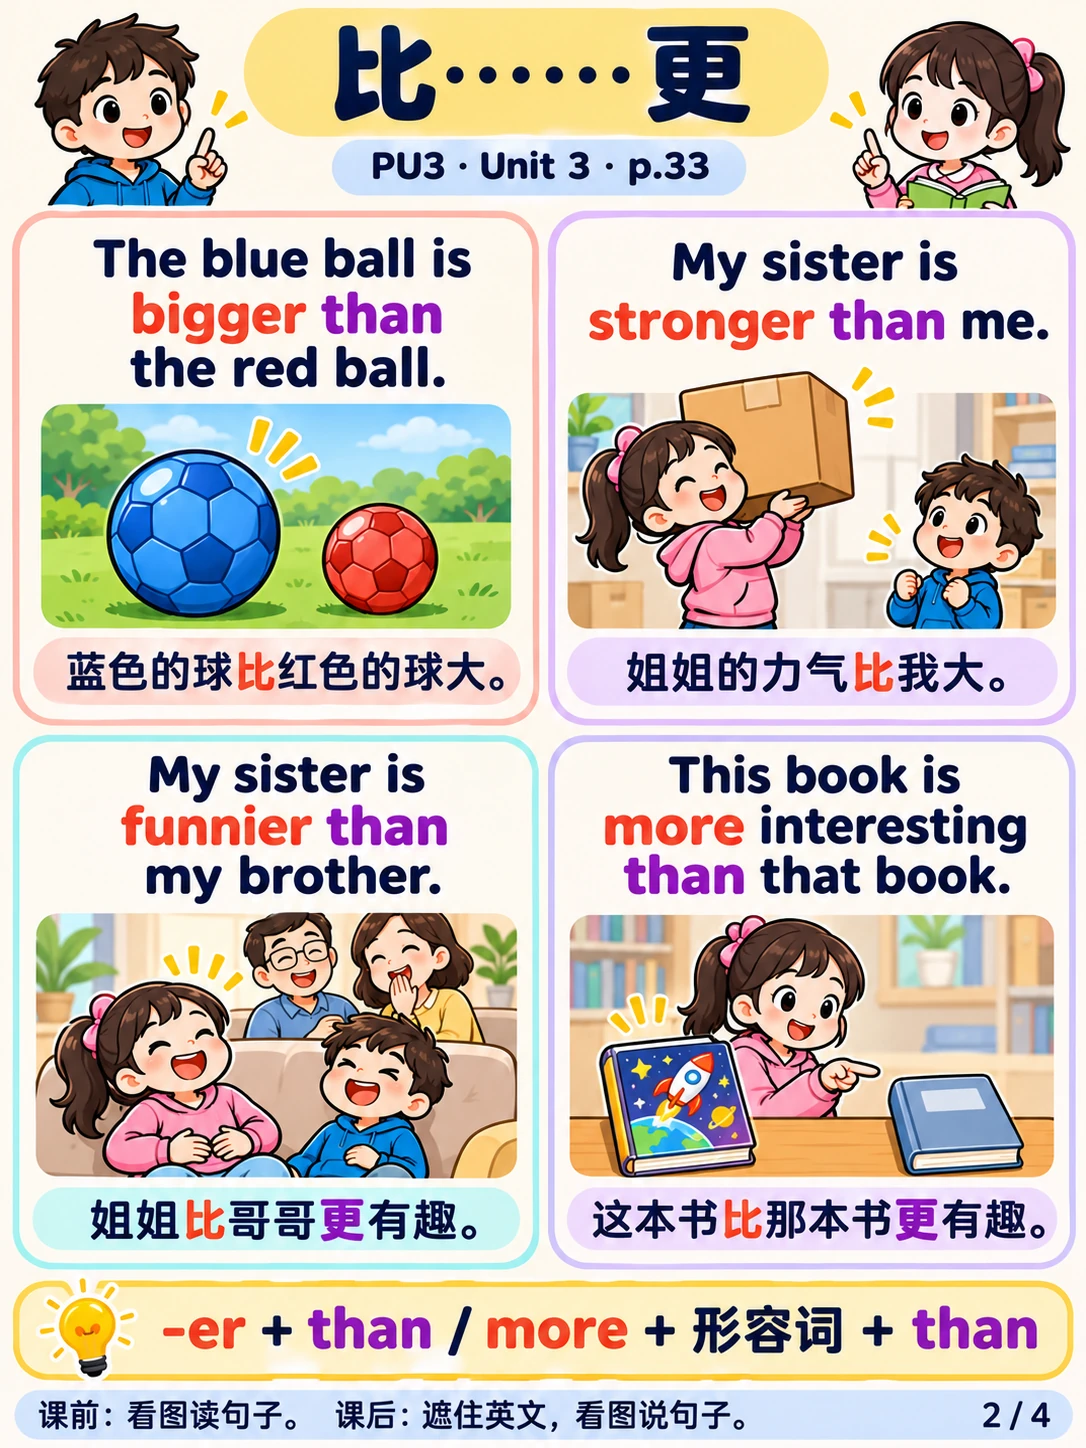 比……更
PU3 · Unit 3 · p.33
The blue ball is
bigger than
the red ball.
蓝色的球比红色的球大。
My sister is
stronger than me.
姐姐的力气比我大。
My sister is
funnier than
my brother.
姐姐比哥哥更有趣。
This book is
more interesting
than that book.
这本书比那本书更有趣。
-er + than / more + 形容词 + than
课前：看图读句子。 课后：遮住英文，看图说句子。
2 / 4